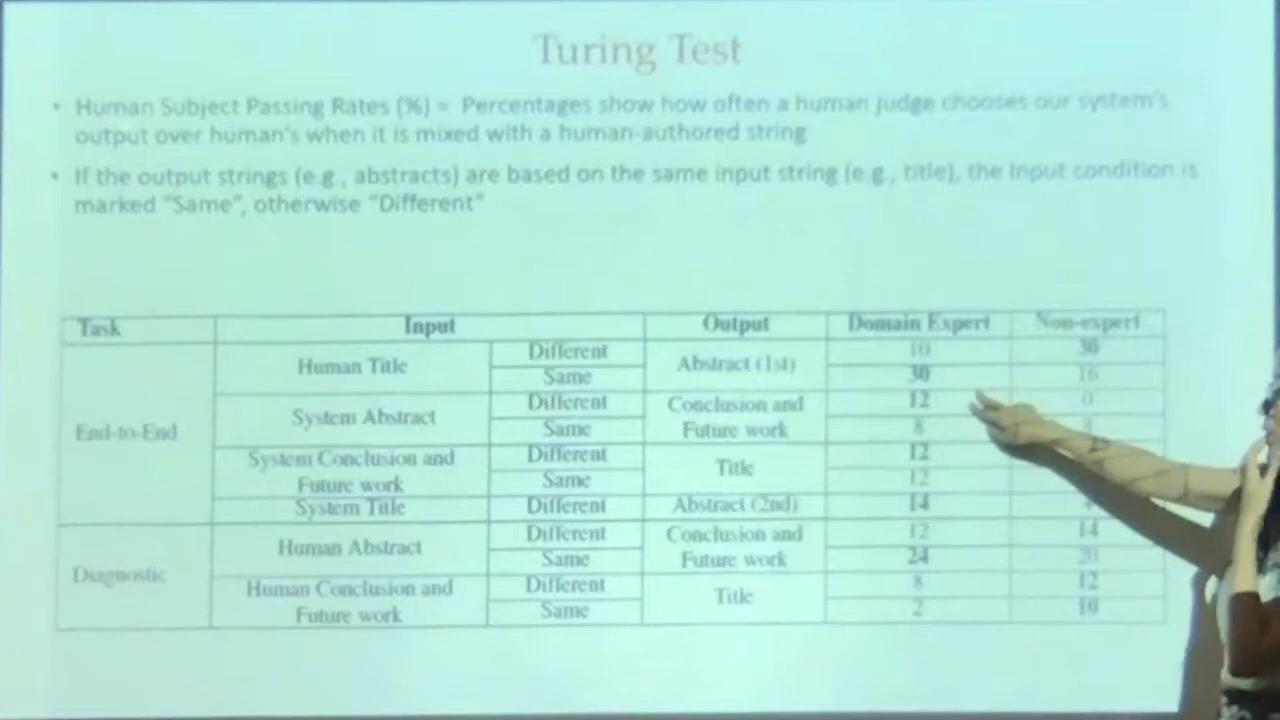 Turing Test
• Human Subject Passing Rates (%) = Percentages show how often a human judge chooses our system's
output over human's when it is mixed with a human-authored string
• If the output strings (e.g., abstracts) are based on the same input string (e.g., title), the Input condition is
marked "Same", otherwise "Different"
Task Input Output Domain Expert Non-expert
End-to-End Human Title Different Abstract (1st) 10 30
Same 30 16
System Abstract Different Conclusion and 12 0
Same Future work 8
System Conclusion and Different Title 12
Future work Same 12
System Title Different Abstract (2nd) 14
Diagnostic Human Abstract Different Conclusion and 12 14
Same Future work 24 20
Human Conclusion and Different Title 8 12
Future work Same 2 10